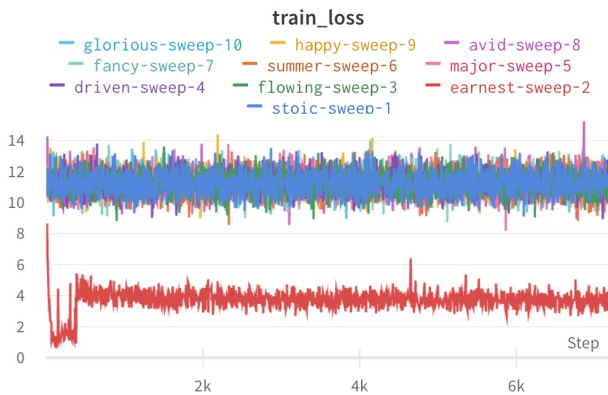 train_loss
glorious-sweep-10 happy-sweep-9 avid-sweep-8
fancy-sweep-7 summer-sweep-6 major-sweep-5
driven-sweep-4 flowing-sweep-3 earnest-sweep-2
stoic-sweep-1
14
12
10
8
6
4
2
0
Step
2k 4k 6k